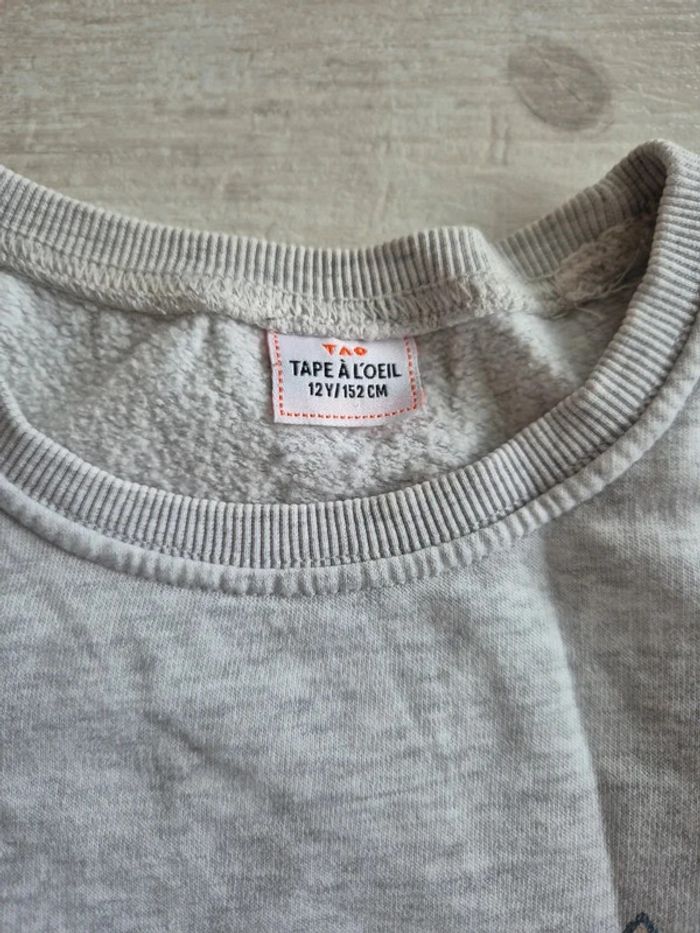 TAO
TAPE À L'OEIL
12Y/152 CM